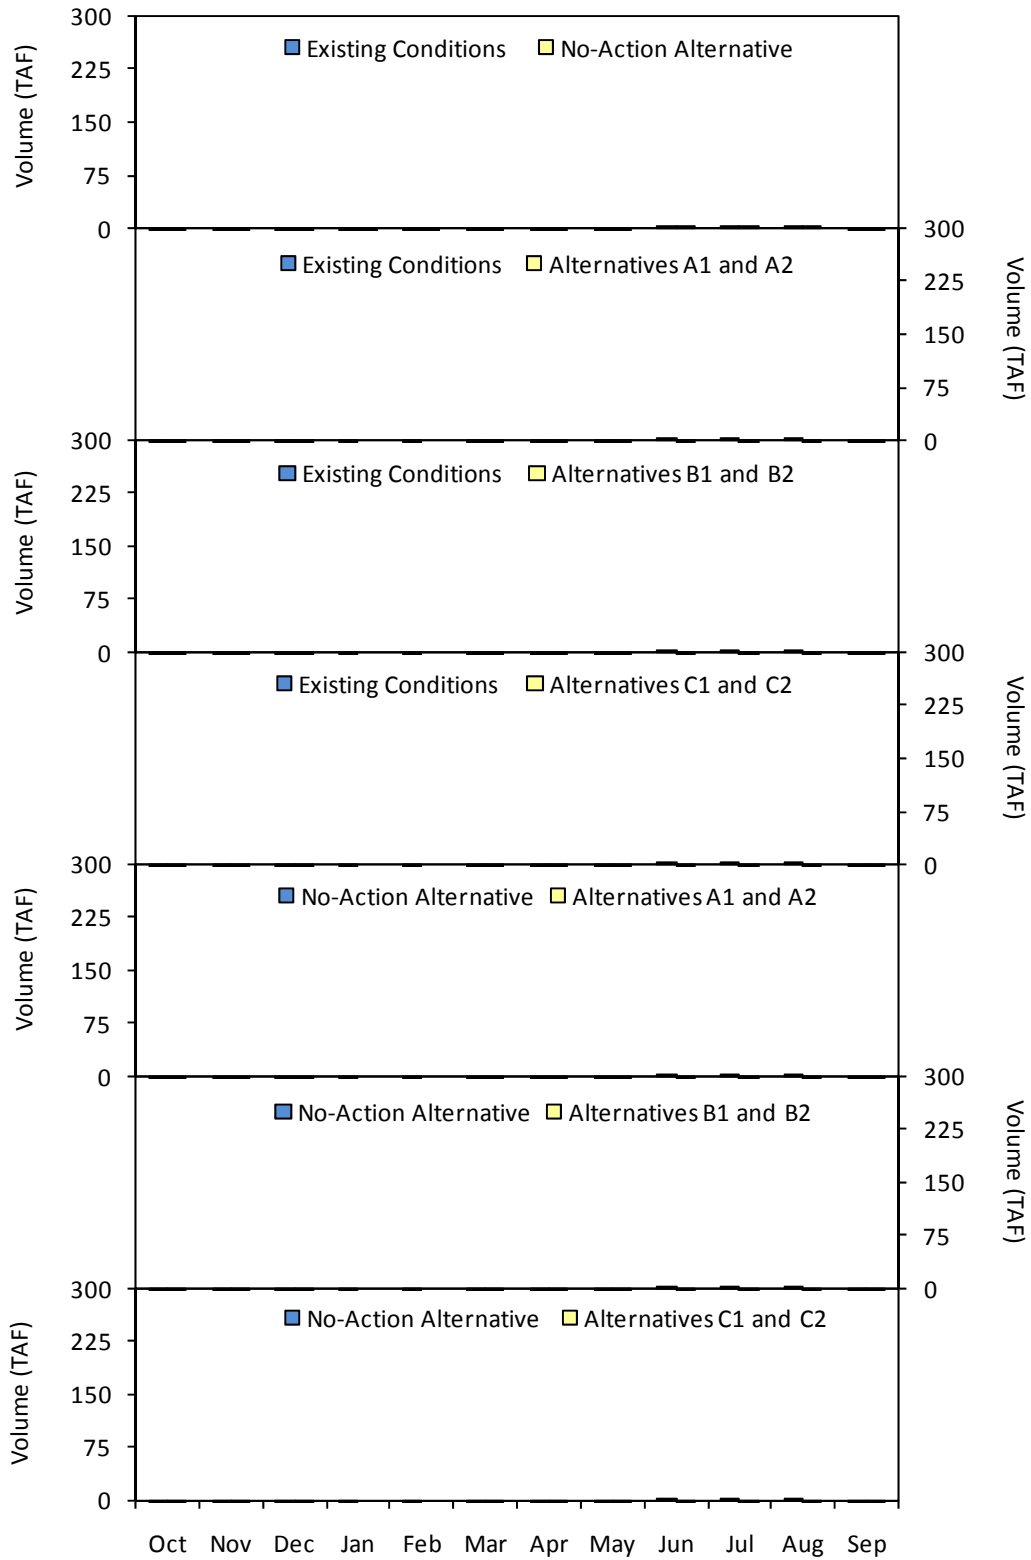 300
225
150
75
0
Volume (TAF)
Existing Conditions No-Action Alternative
300
225
150
75
0
Volume (TAF)
Existing Conditions Alternatives A1 and A2
300
225
150
75
0
Volume (TAF)
Existing Conditions Alternatives B1 and B2
300
225
150
75
0
Volume (TAF)
Existing Conditions Alternatives C1 and C2
300
225
150
75
0
Volume (TAF)
No-Action Alternative Alternatives A1 and A2
300
225
150
75
0
Volume (TAF)
No-Action Alternative Alternatives B1 and B2
300
225
150
75
0
Volume (TAF)
No-Action Alternative Alternatives C1 and C2
Oct Nov Dec Jan Feb Mar Apr May Jun Jul Aug Sep